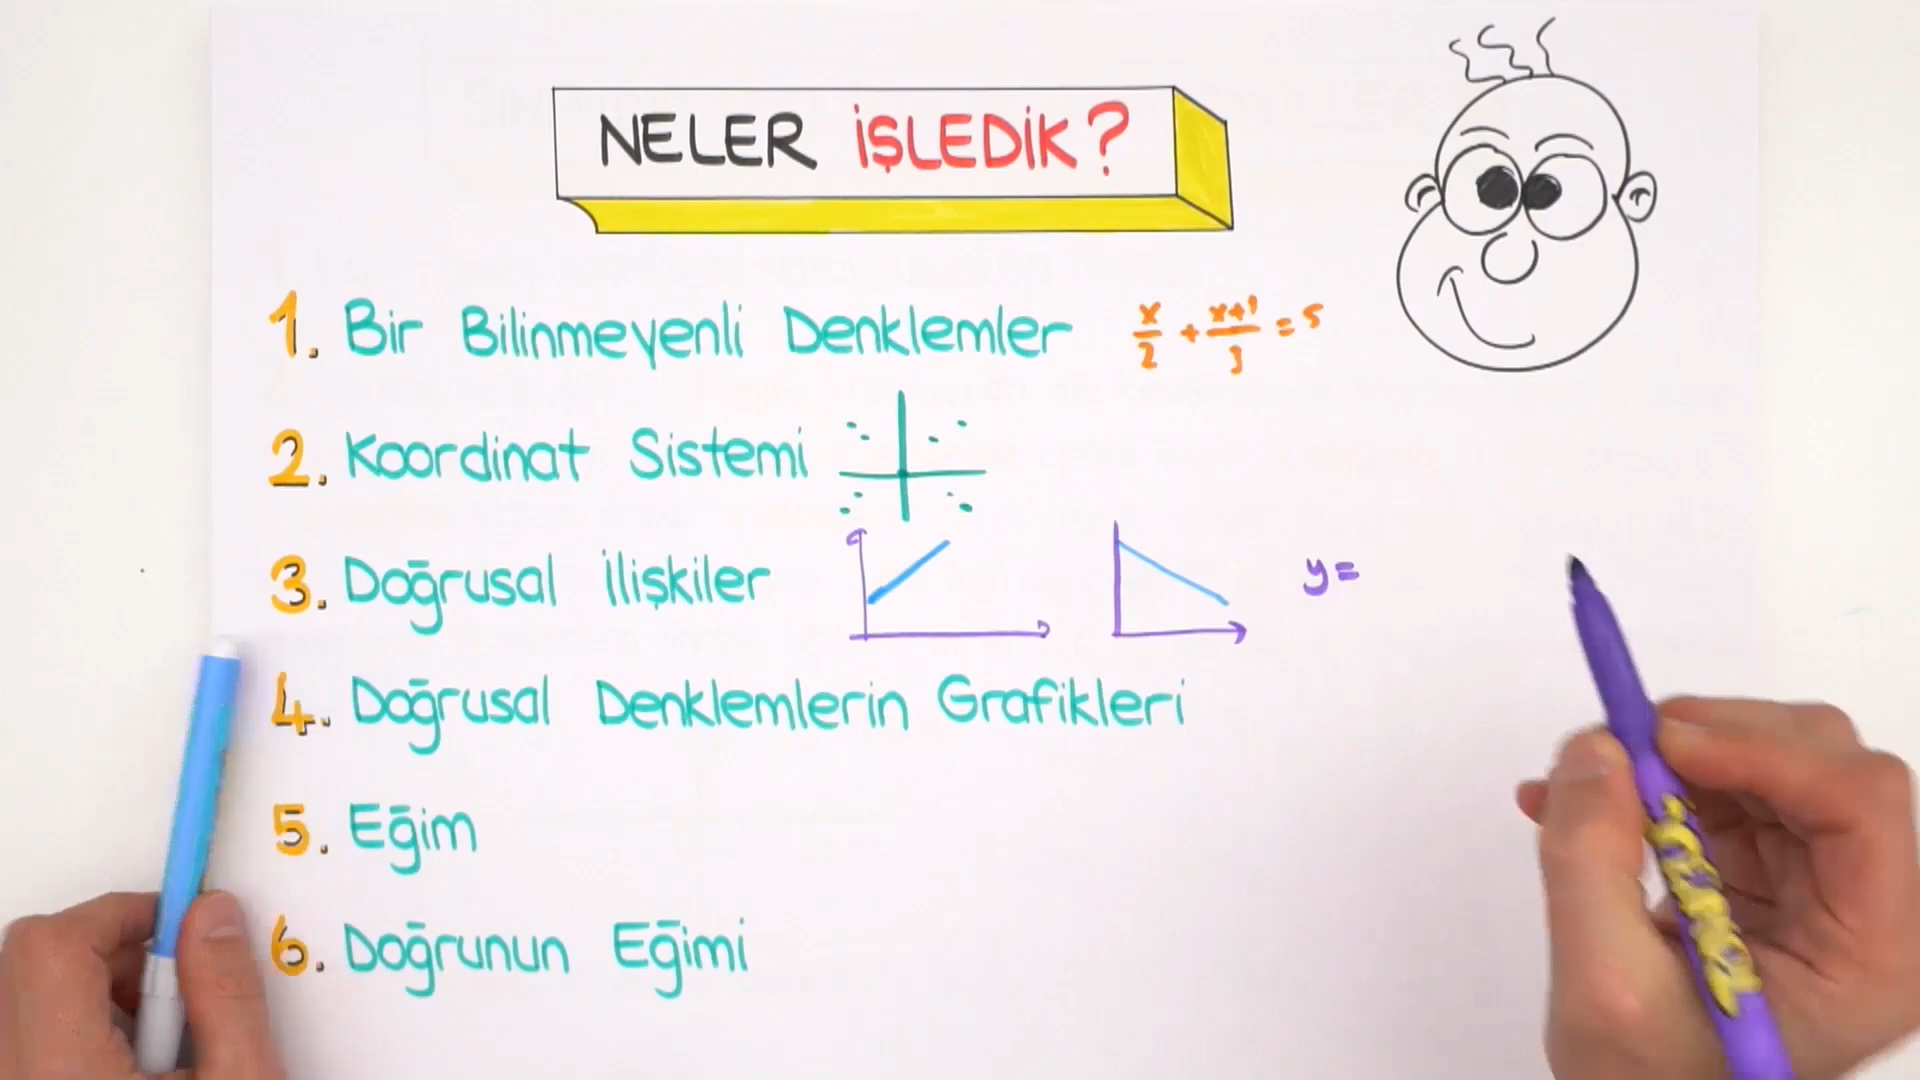 NELER İŞLEDİK?
1. Bir Bilinmeyenli Denklemler x/2 + x+1/3 = 5
2. Koordinat Sistemi
3. Doğrusal İlişkiler y=
4. Doğrusal Denklemlerin Grafikleri
5. Eğim
6. Doğrunun Eğimi